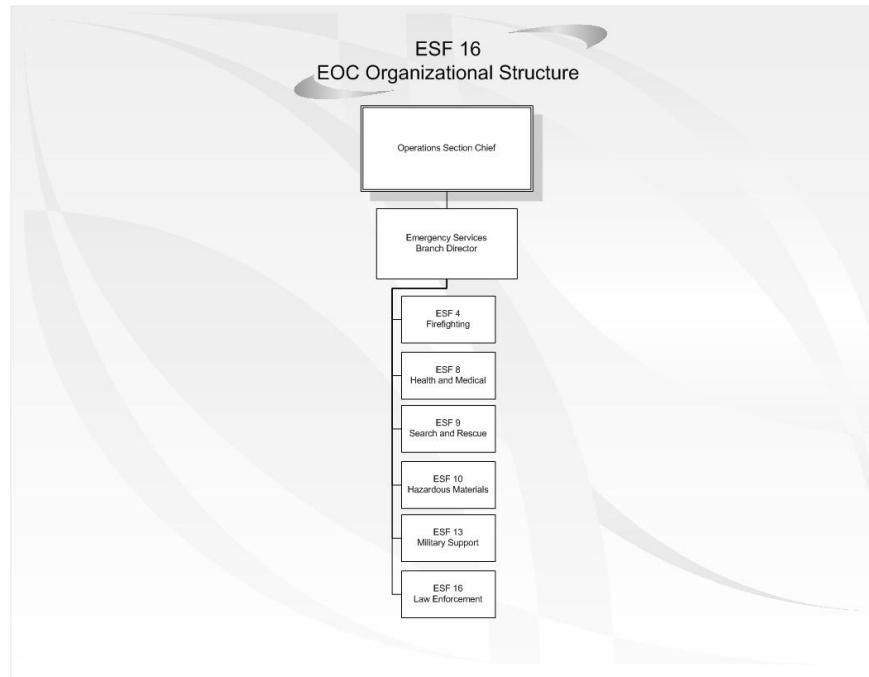 ESF 16
EOC Organizational Structure
Operations Section Chief
Emergency Services
Branch Director
ESF 4
Firefighting
ESF 8
Health and Medical
ESF 9
Search and Rescue
ESF 10
Hazardous Materials
ESF 13
Military Support
ESF 16
Law Enforcement